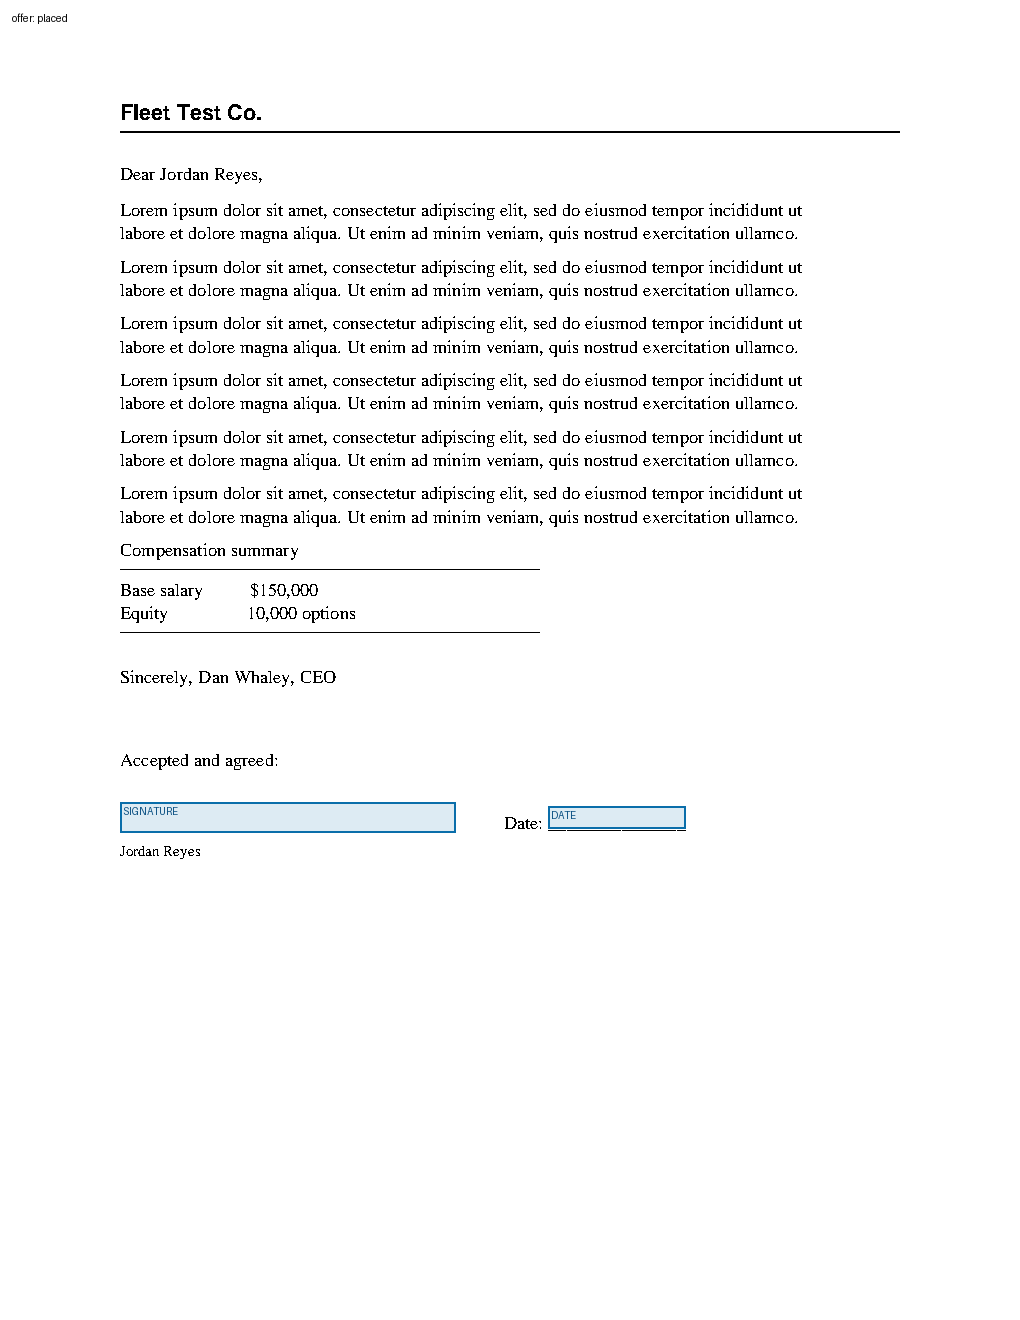 offer: placed
Fleet Test Co.
Dear Jordan Reyes,
Lorem ipsum dolor sit amet, consectetur adipiscing elit, sed do eiusmod tempor incididunt ut
labore et dolore magna aliqua. Ut enim ad minim veniam, quis nostrud exercitation ullamco.
Lorem ipsum dolor sit amet, consectetur adipiscing elit, sed do eiusmod tempor incididunt ut
labore et dolore magna aliqua. Ut enim ad minim veniam, quis nostrud exercitation ullamco.
Lorem ipsum dolor sit amet, consectetur adipiscing elit, sed do eiusmod tempor incididunt ut
labore et dolore magna aliqua. Ut enim ad minim veniam, quis nostrud exercitation ullamco.
Lorem ipsum dolor sit amet, consectetur adipiscing elit, sed do eiusmod tempor incididunt ut
labore et dolore magna aliqua. Ut enim ad minim veniam, quis nostrud exercitation ullamco.
Lorem ipsum dolor sit amet, consectetur adipiscing elit, sed do eiusmod tempor incididunt ut
labore et dolore magna aliqua. Ut enim ad minim veniam, quis nostrud exercitation ullamco.
Lorem ipsum dolor sit amet, consectetur adipiscing elit, sed do eiusmod tempor incididunt ut
labore et dolore magna aliqua. Ut enim ad minim veniam, quis nostrud exercitation ullamco.
Compensation summary
Base salary $150,000
Equity 10,000 options
Sincerely, Dan Whaley, CEO
Accepted and agreed:
SIGNATURE
Date: DATE
Jordan Reyes